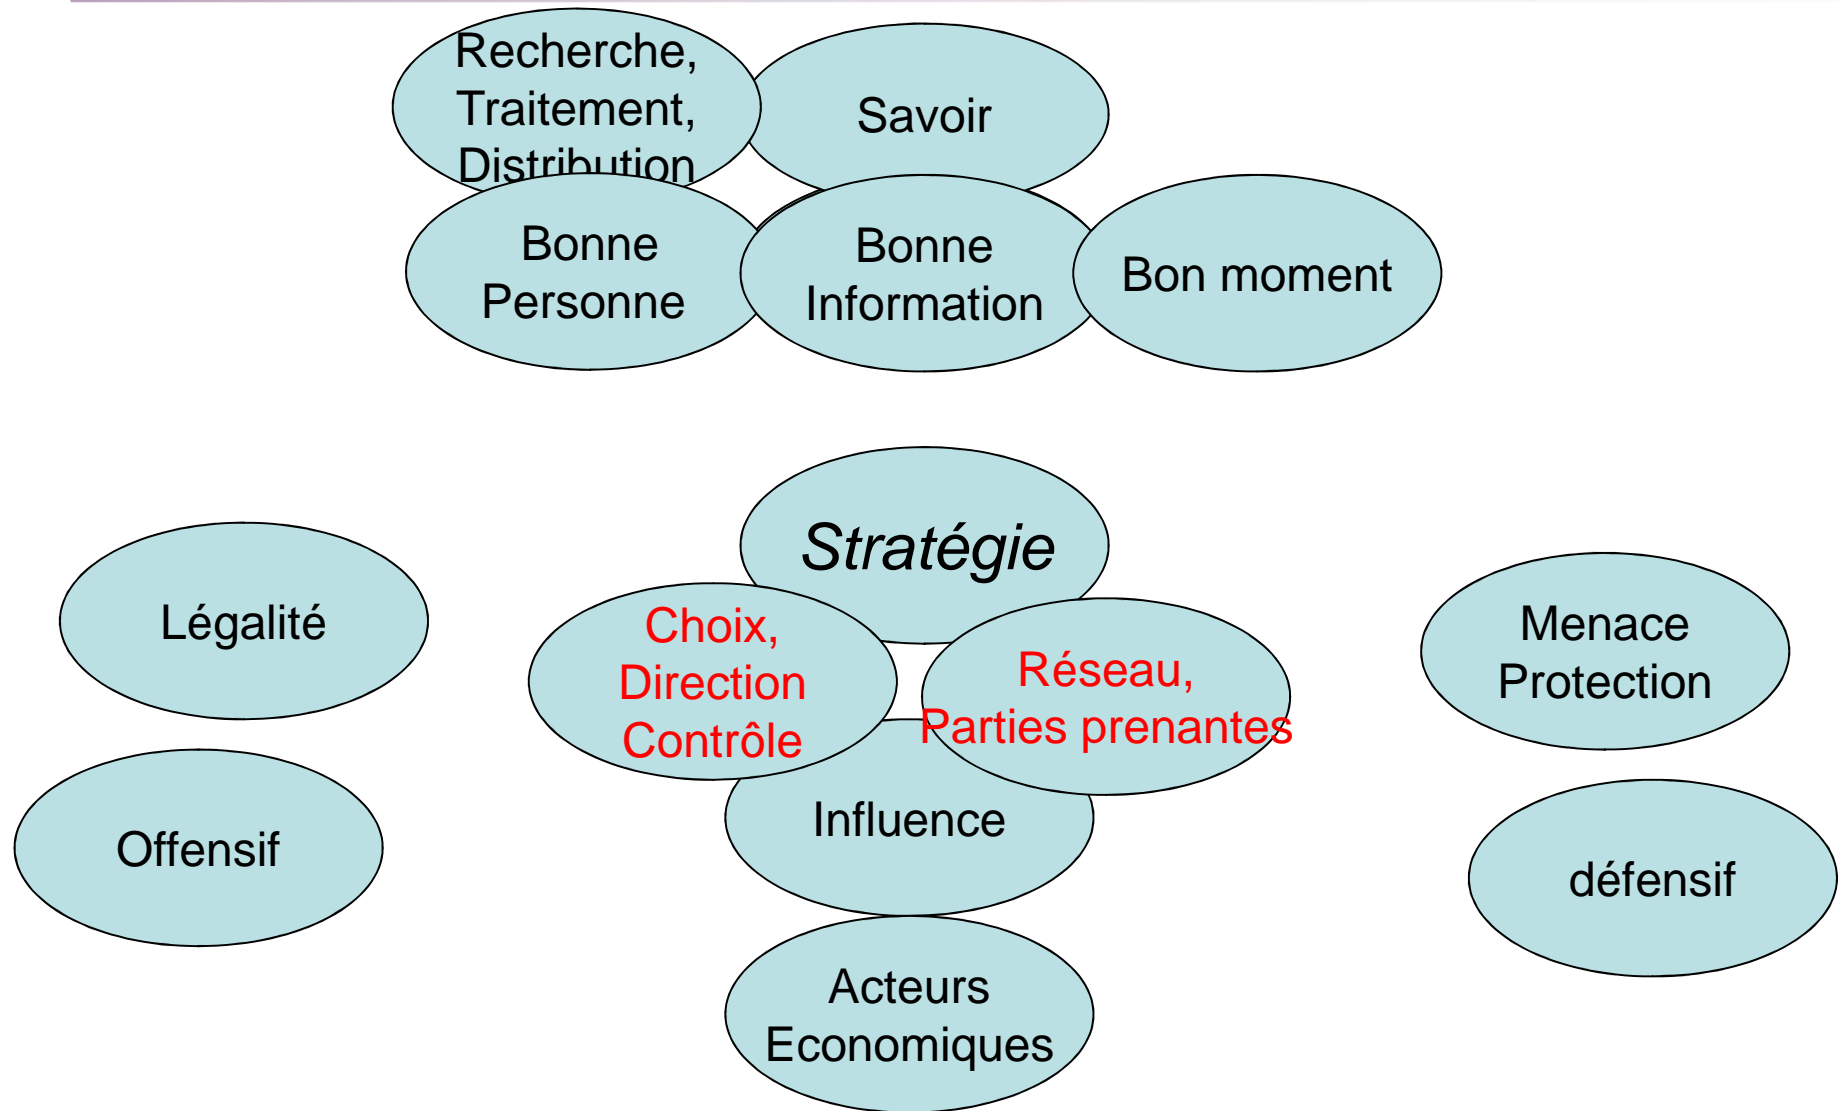 Recherche,
Traitement,
Distribution
Savoir
Bonne
Personne
Bonne
Information
Bon moment
Stratégie
Légalité
Choix,
Direction
Contrôle
Réseau,
Parties prenantes
Menace
Protection
Offensif
Influence
défensif
Acteurs
Economiques